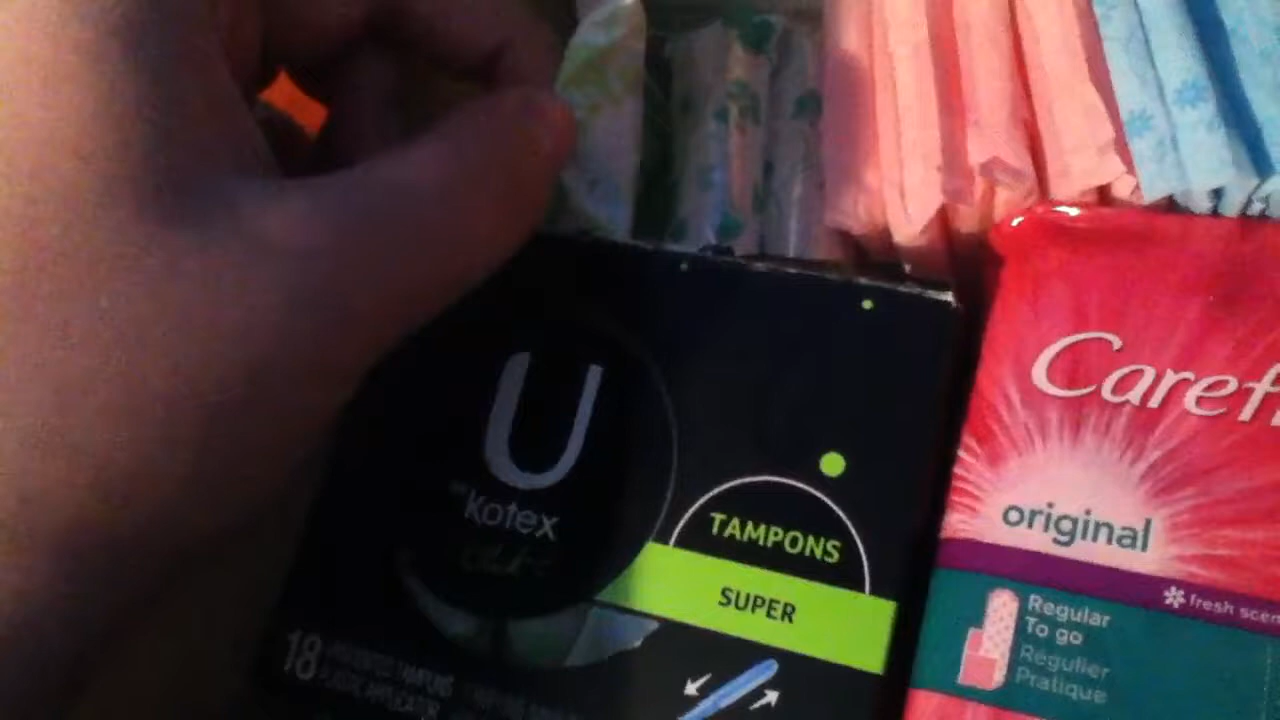 U
Kotex
TAMPONS
SUPER
18
Caref
original
fresh scen
Regular
To go
Régulier
Pratique